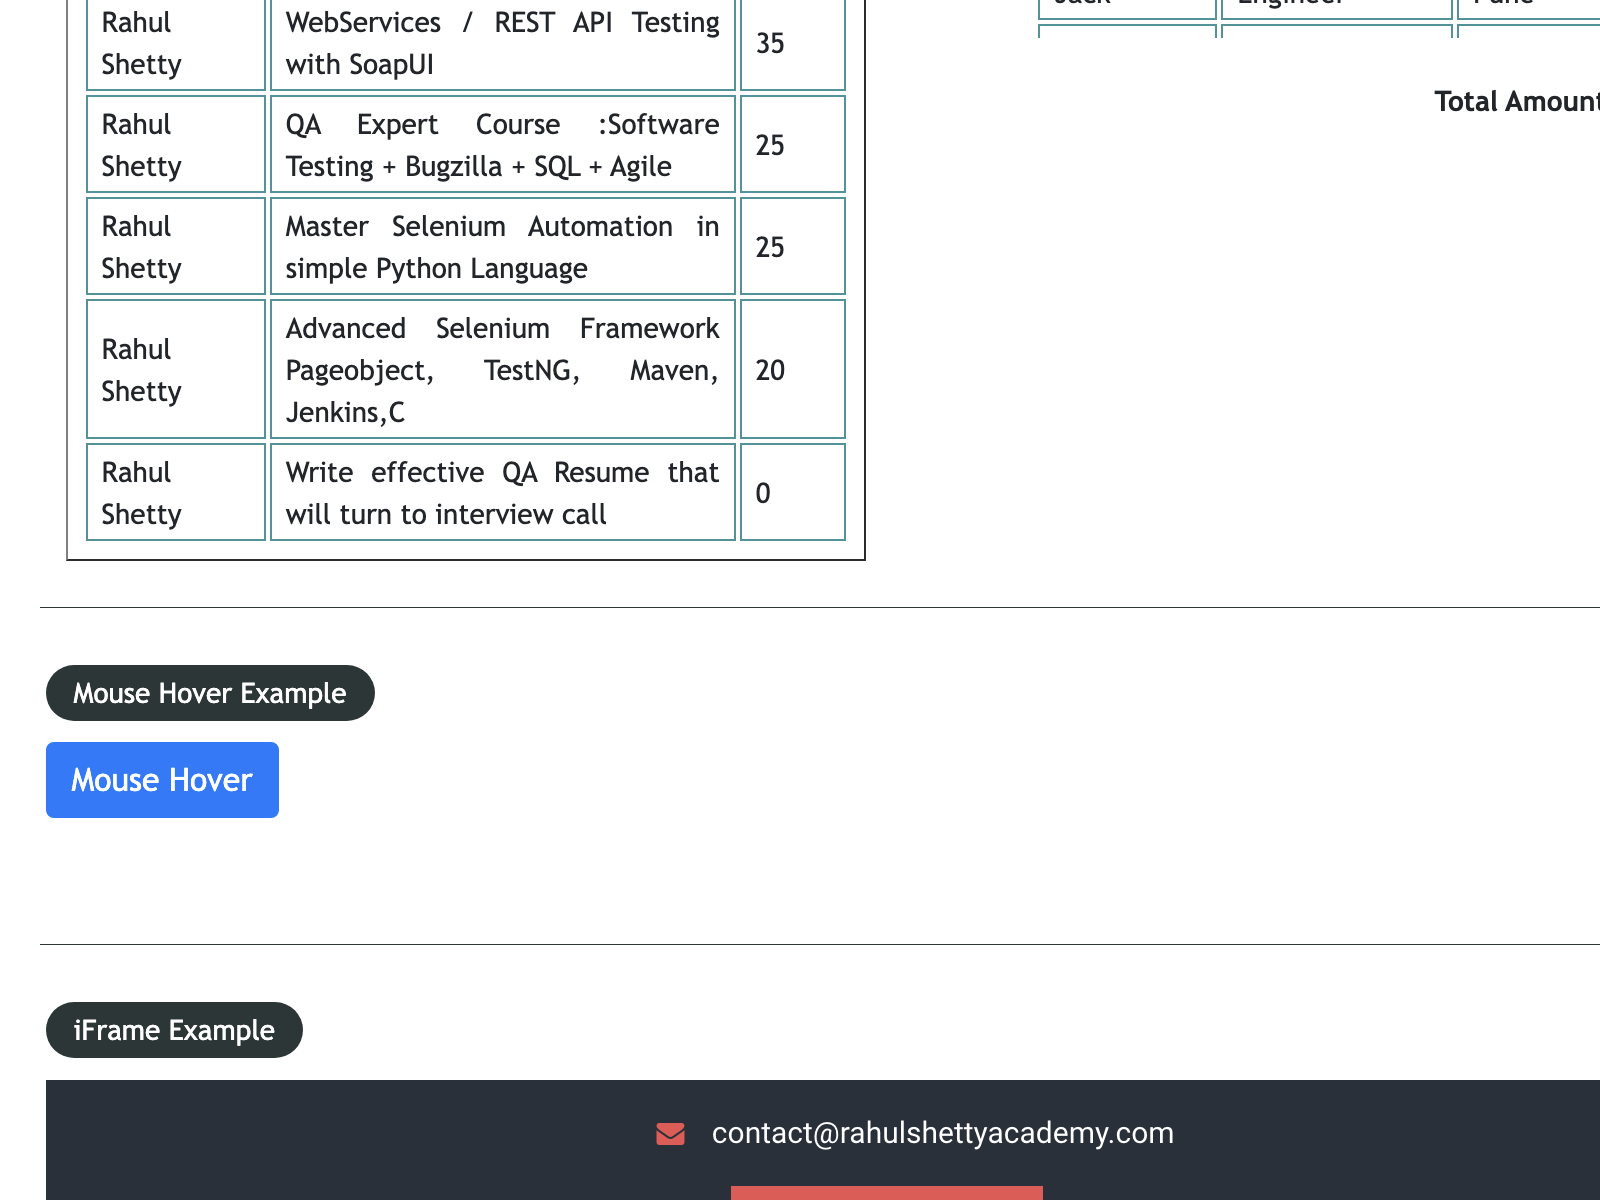 Rahul
Shetty
WebServices / REST API Testing
with SoapUI
35
Rahul
Shetty
QA Expert Course :Software
Testing + Bugzilla + SQL + Agile
25
Rahul
Shetty
Master Selenium Automation in
simple Python Language
25
Rahul
Shetty
Advanced Selenium Framework
Pageobject, TestNG, Maven,
Jenkins,C
20
Rahul
Shetty
Write effective QA Resume that
will turn to interview call
0
Jack
Engineer
Pune
Total Amount
Mouse Hover Example
Mouse Hover
iFrame Example
contact@rahulshettyacademy.com